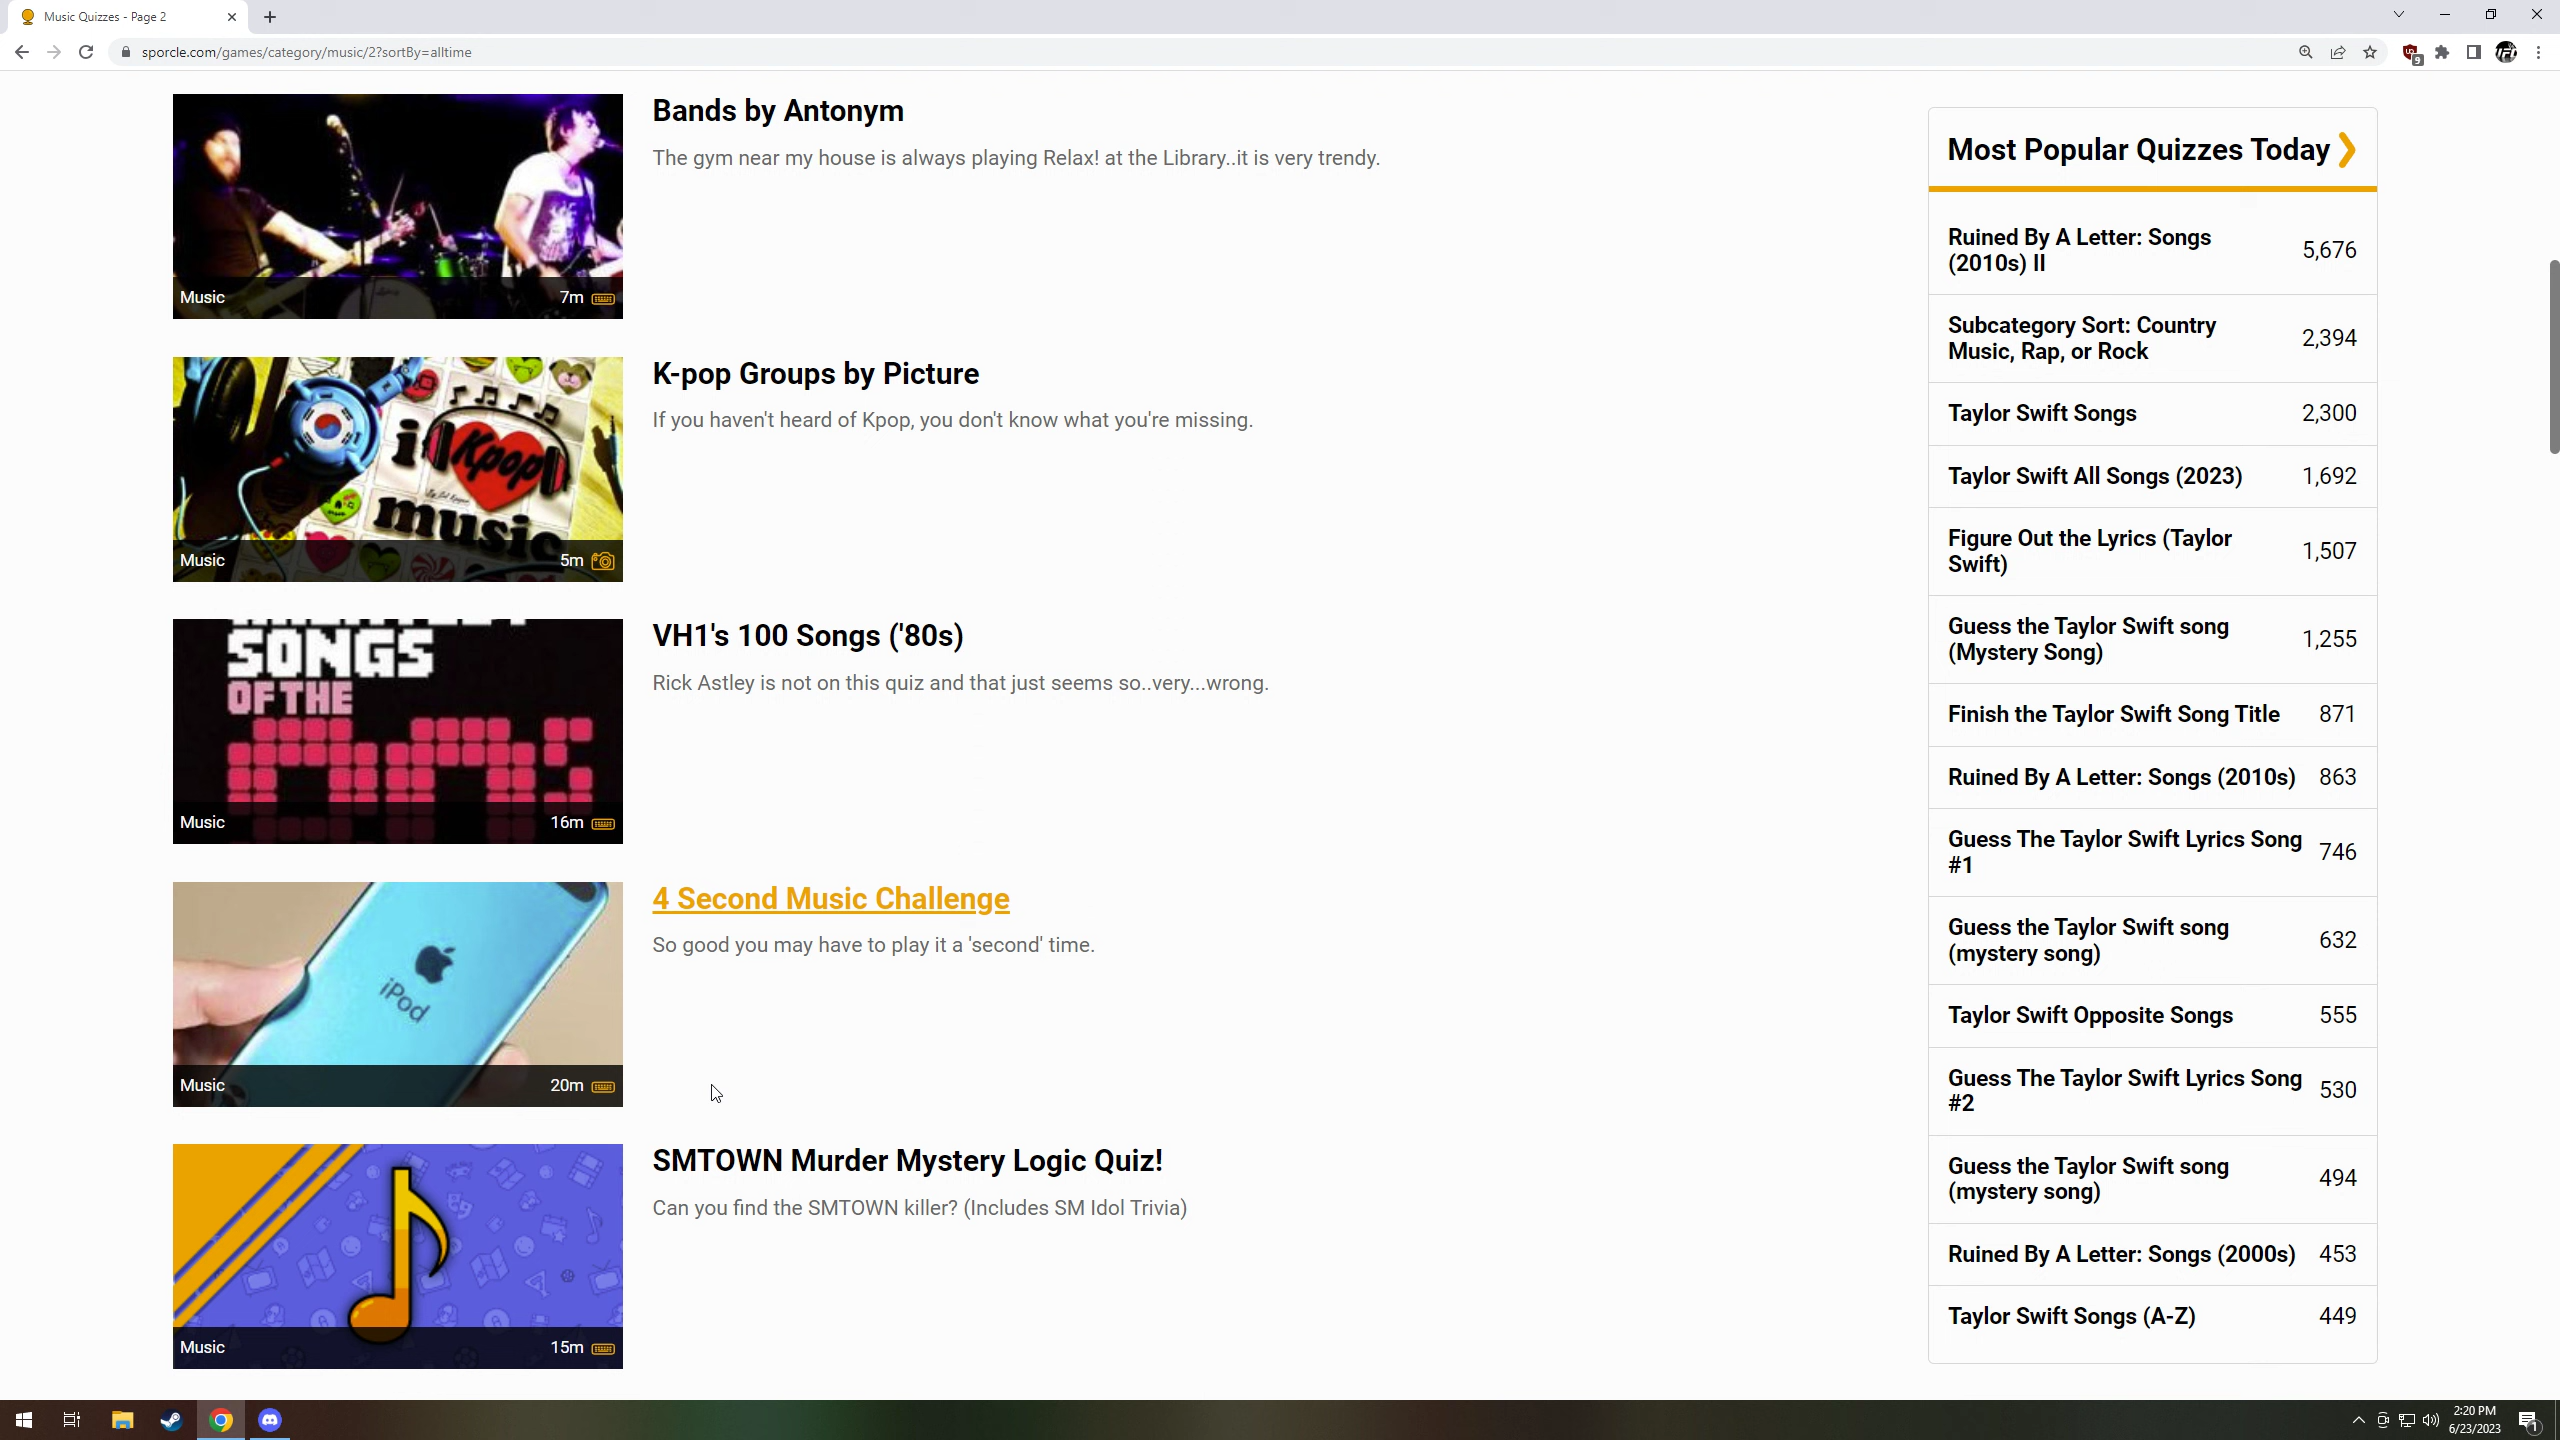 Music Quizzes - Page 2
sporcle.com/games/category/music/2?sortBy=alltime
9
Bands by Antonym
The gym near my house is always playing Relax! at the Library..it is very trendy.
Music
7m
K-pop Groups by Picture
If you haven't heard of Kpop, you don't know what you're missing.
i
Kpop
music
Music
5m
VH1's 100 Songs ('80s)
Rick Astley is not on this quiz and that just seems so..very...wrong.
SONGS
OF THE
Music
16m
4 Second Music Challenge
So good you may have to play it a 'second' time.
iPod
Music
20m
SMTOWN Murder Mystery Logic Quiz!
Can you find the SMTOWN killer? (Includes SM Idol Trivia)
Music
15m
Most Popular Quizzes Today
Ruined By A Letter: Songs
(2010s) II
5,676
Subcategory Sort: Country
Music, Rap, or Rock
2,394
Taylor Swift Songs
2,300
Taylor Swift All Songs (2023)
1,692
Figure Out the Lyrics (Taylor
Swift)
1,507
Guess the Taylor Swift song
(Mystery Song)
1,255
Finish the Taylor Swift Song Title
871
Ruined By A Letter: Songs (2010s)
863
Guess The Taylor Swift Lyrics Song
#1
746
Guess the Taylor Swift song
(mystery song)
632
Taylor Swift Opposite Songs
555
Guess The Taylor Swift Lyrics Song
#2
530
Guess the Taylor Swift song
(mystery song)
494
Ruined By A Letter: Songs (2000s)
453
Taylor Swift Songs (A-Z)
449
2:20 PM
6/23/2023
1